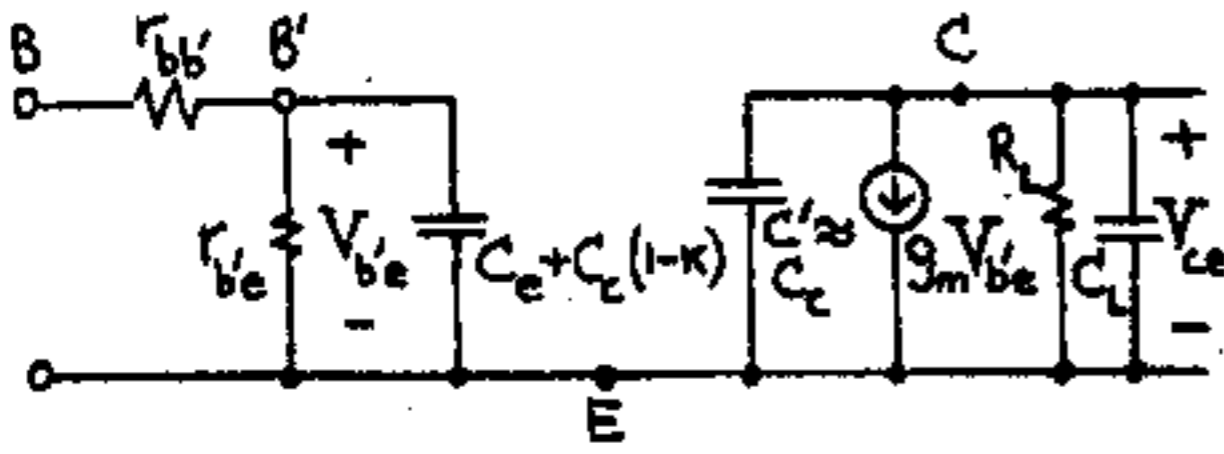 B
r_bb'
B'
C
r_b'e
+
V_b'e
-
C_e+C_c(1-K)
C'≈
C_c
g_mV_b'e
R_L
C_L
+
V_ce
-
E